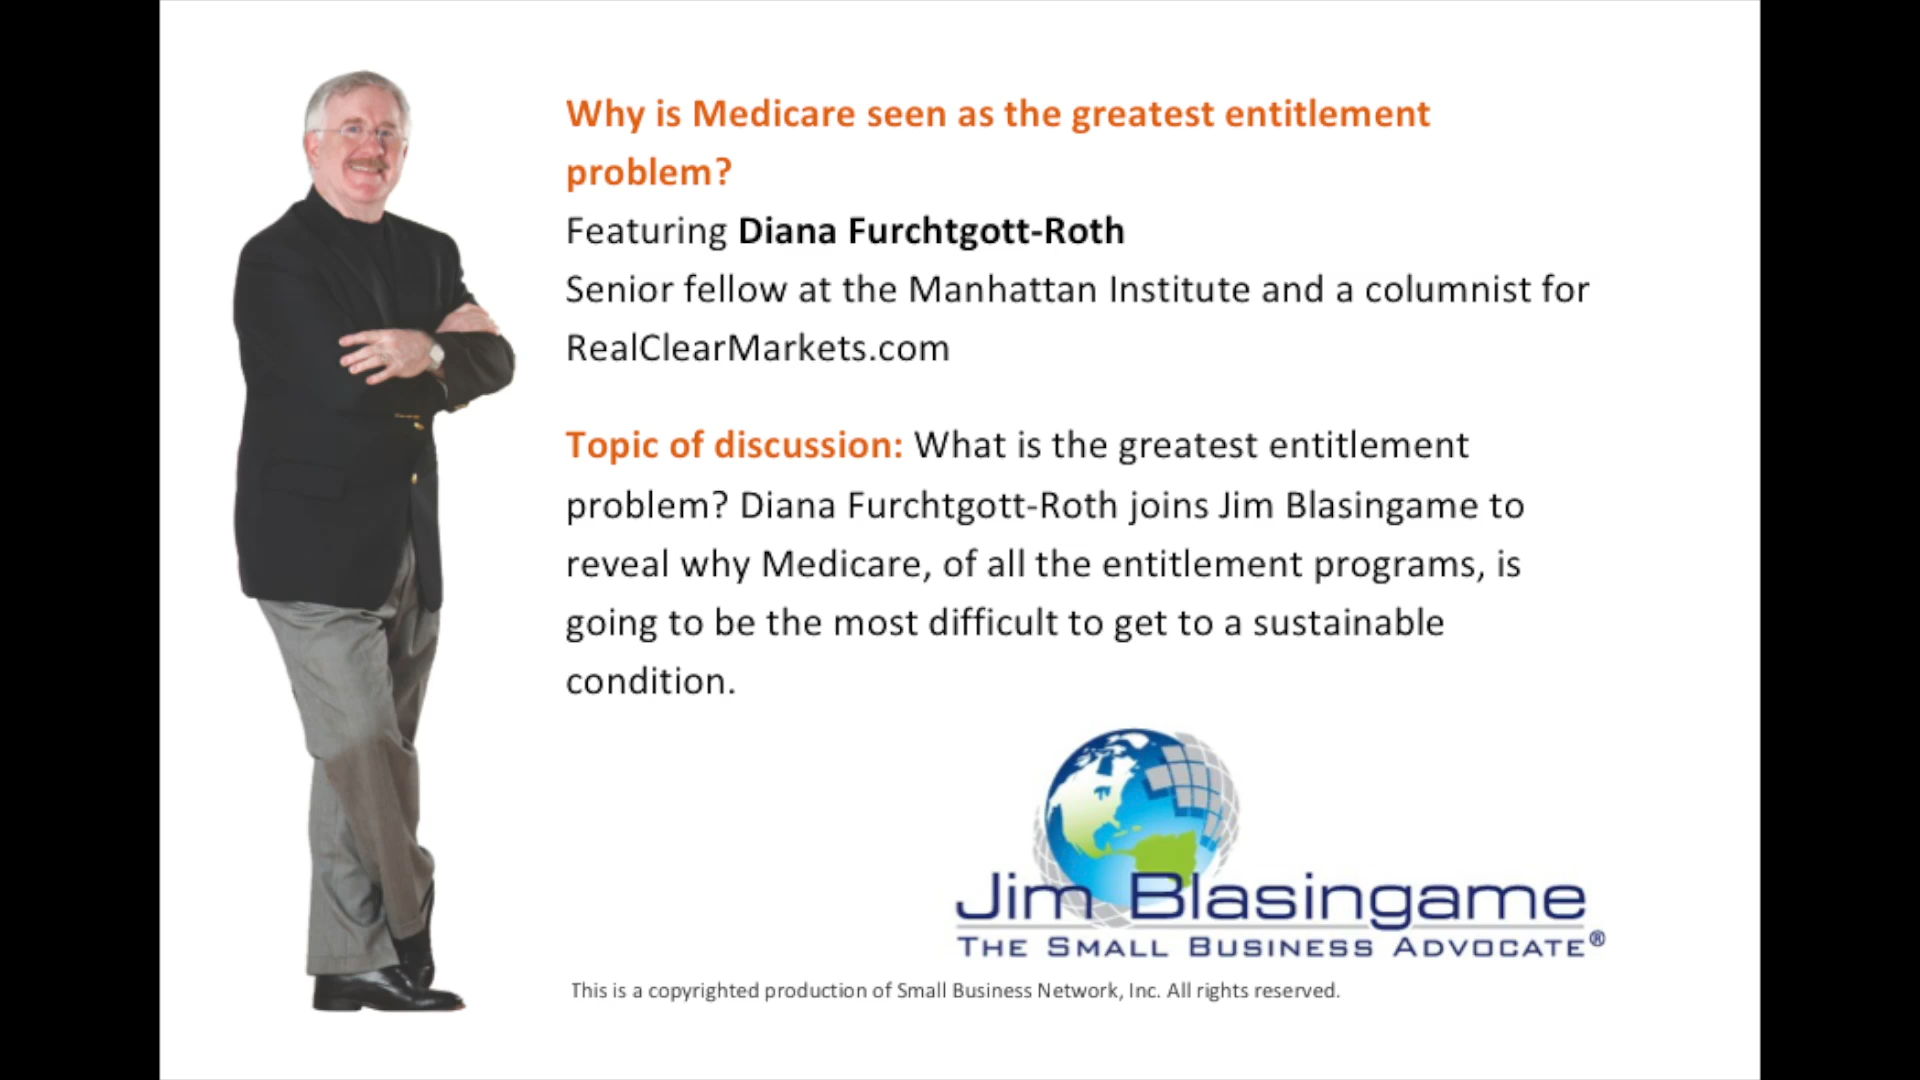 Why is Medicare seen as the greatest entitlement
problem?
Featuring Diana Furchtgott-Roth
Senior fellow at the Manhattan Institute and a columnist for
RealClearMarkets.com
Topic of discussion: What is the greatest entitlement
problem? Diana Furchtgott-Roth joins Jim Blasingame to
reveal why Medicare, of all the entitlement programs, is
going to be the most difficult to get to a sustainable
condition.
Jim Blasingame
THE SMALL BUSINESS ADVOCATE®
This is a copyrighted production of Small Business Network, Inc. All rights reserved.